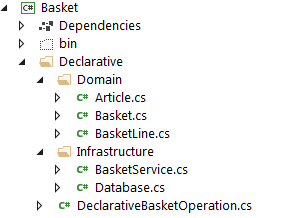 C# Basket
Dependencies
bin
Declarative
Domain
C# Article.cs
C# Basket.cs
C# BasketLine.cs
Infrastructure
C# BasketService.cs
C# Database.cs
C# DeclarativeBasketOperation.cs